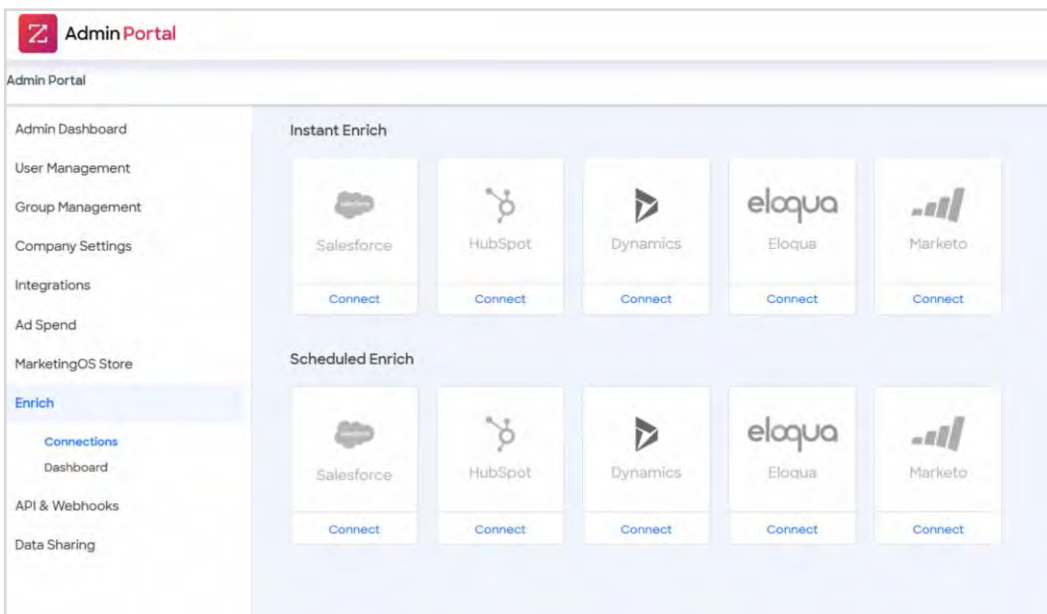 Admin Portal
Admin Portal
Admin Dashboard
User Management
Group Management
Company Settings
Integrations
Ad Spend
MarketingOS Store
Enrich
Connections
Dashboard
API & Webhooks
Data Sharing
Instant Enrich
eloqua
Salesforce HubSpot Dynamics Eloqua Marketo
Connect Connect Connect Connect Connect
Scheduled Enrich
eloqua
Salesforce HubSpot Dynamics Eloqua Marketo
Connect Connect Connect Connect Connect